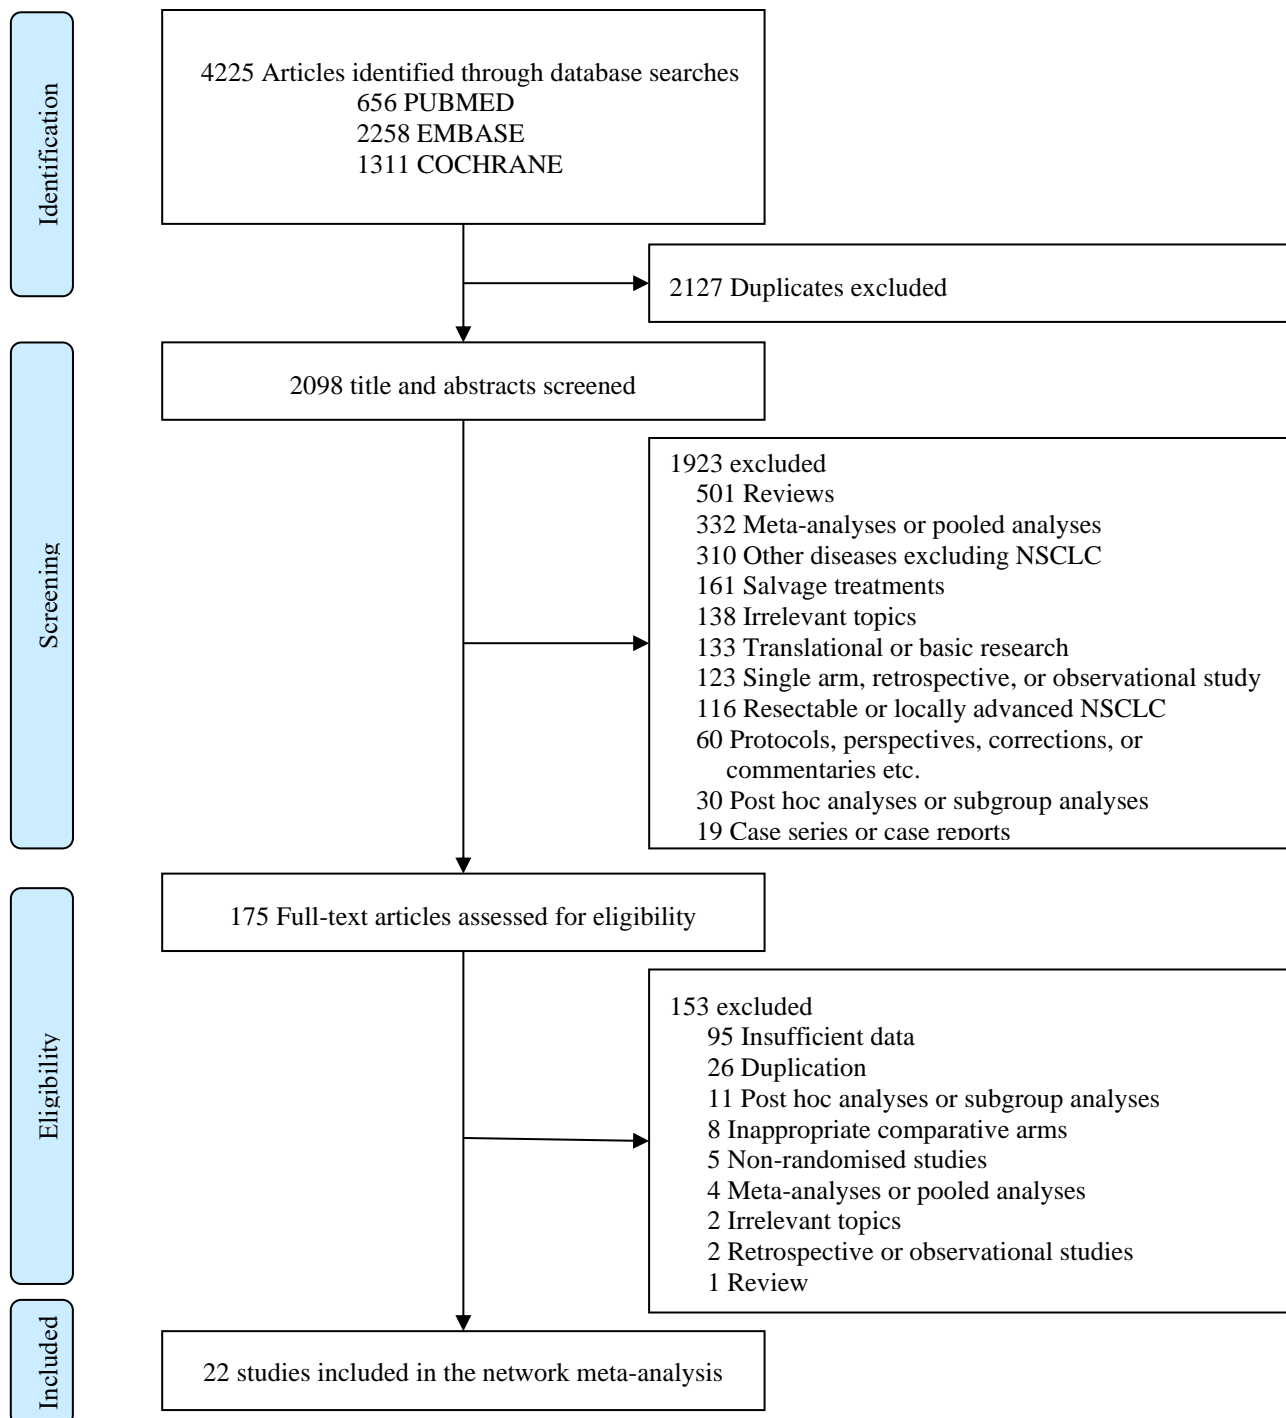 Identification
4225 Articles identified through database searches
656 PUBMED
2258 EMBASE
1311 COCHRANE
2127 Duplicates excluded
Screening
2098 title and abstracts screened
1923 excluded
501 Reviews
332 Meta-analyses or pooled analyses
310 Other diseases excluding NSCLC
161 Salvage treatments
138 Irrelevant topics
133 Translational or basic research
123 Single arm, retrospective, or observational study
116 Resectable or locally advanced NSCLC
60 Protocols, perspectives, corrections, or
commentaries etc.
30 Post hoc analyses or subgroup analyses
19 Case series or case reports
Eligibility
175 Full-text articles assessed for eligibility
153 excluded
95 Insufficient data
26 Duplication
11 Post hoc analyses or subgroup analyses
8 Inappropriate comparative arms
5 Non-randomised studies
4 Meta-analyses or pooled analyses
2 Irrelevant topics
2 Retrospective or observational studies
1 Review
Included
22 studies included in the network meta-analysis